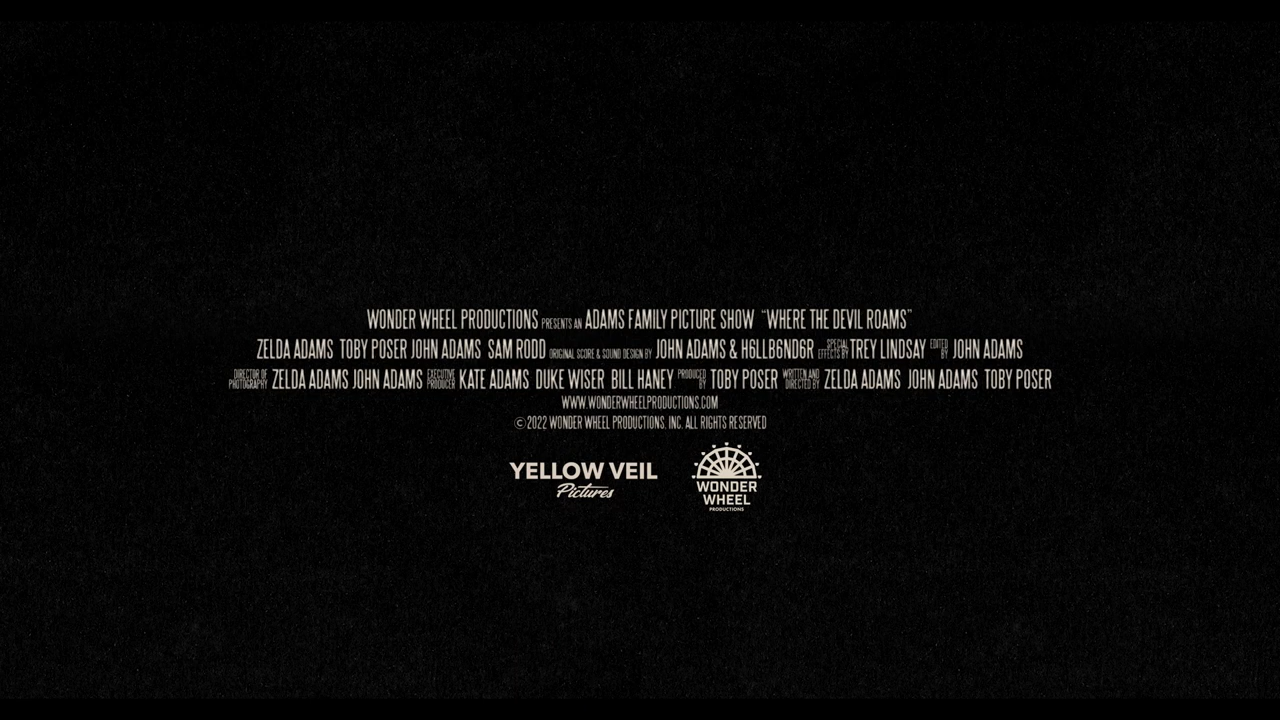 WONDER WHEEL PRODUCTIONS PRESENTS AN ADAMS FAMILY PICTURE SHOW "WHERE THE DEVIL ROAMS"
ZELDA ADAMS TOBY POSER JOHN ADAMS SAM RODD ORIGINAL SCORE & SOUND DESIGN BY JOHN ADAMS & H6LLB6ND6R SPECIAL EFFECTS BY TREY LINDSAY EDITED BY JOHN ADAMS
DIRECTOR OF PHOTOGRAPHY ZELDA ADAMS JOHN ADAMS EXECUTIVE PRODUCER KATE ADAMS DUKE WISER BILL HANEY PRODUCED BY TOBY POSER WRITTEN AND DIRECTED BY ZELDA ADAMS JOHN ADAMS TOBY POSER
WWW.WONDERWHEELPRODUCTIONS.COM
©2022 WONDER WHEEL PRODUCTIONS, INC. ALL RIGHTS RESERVED
YELLOW VEIL
Pictures
WONDER
WHEEL
PRODUCTIONS